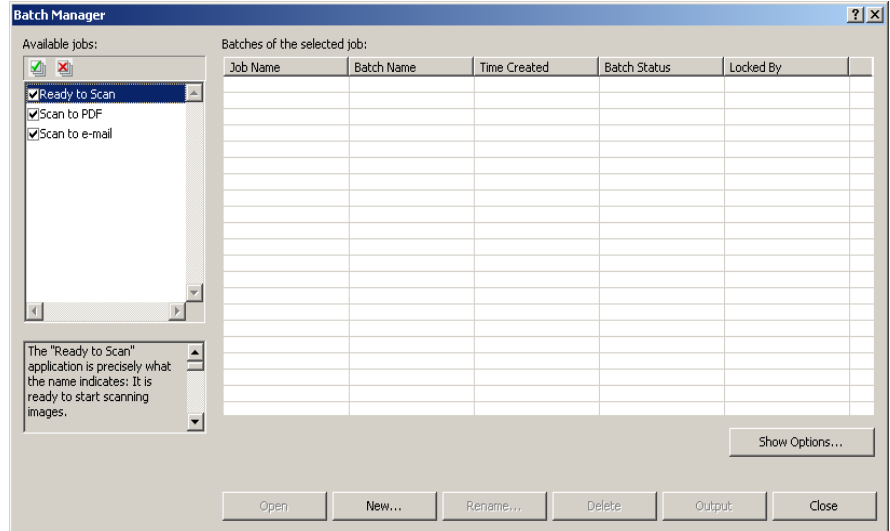 Batch Manager
Available jobs:
Ready to Scan
Scan to PDF
Scan to e-mail
The "Ready to Scan"
application is precisely what
the name indicates: It is
ready to start scanning
images.
Batches of the selected job:
Job Name Batch Name Time Created Batch Status Locked By
Show Options...
Open New... Rename... Delete Output Close